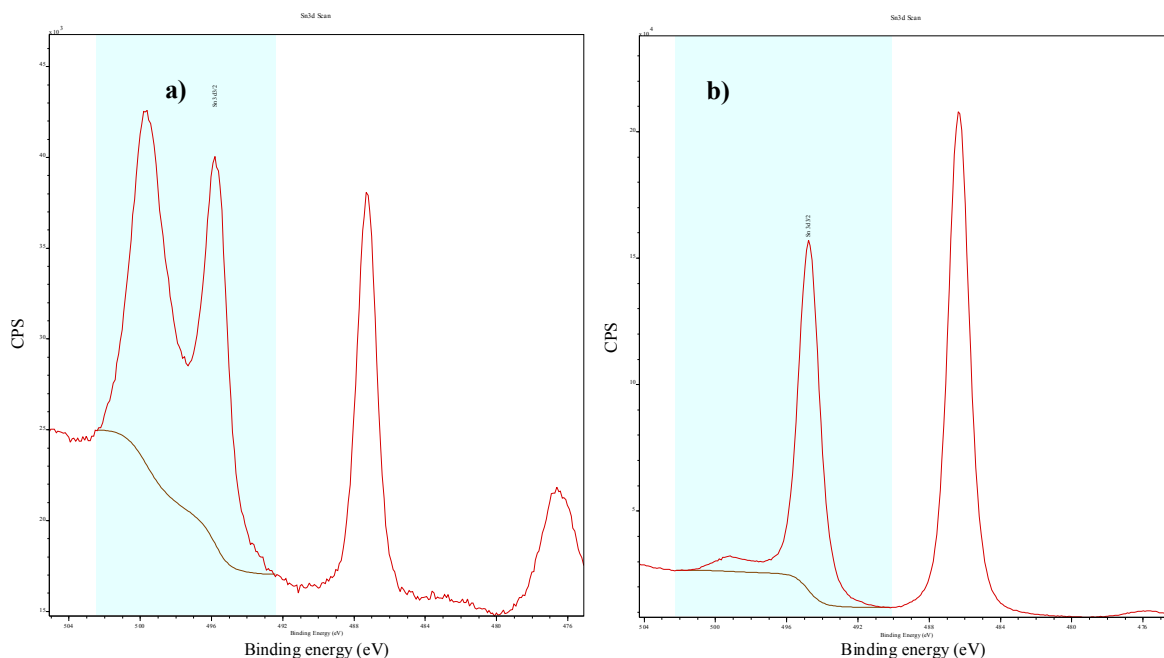 Sn3d Scan
x 10 3
a)
Sn 3d3/2
45
40
35
30
25
20
15
CPS
504 500 496 492 488 484 480 476
Binding Energy (eV)
Binding energy (eV)
Sn3d Scan
x 10 4
b)
Sn 3d3/2
20
15
10
5
CPS
504 500 496 492 488 484 480 476
Binding Energy (eV)
Binding energy (eV)